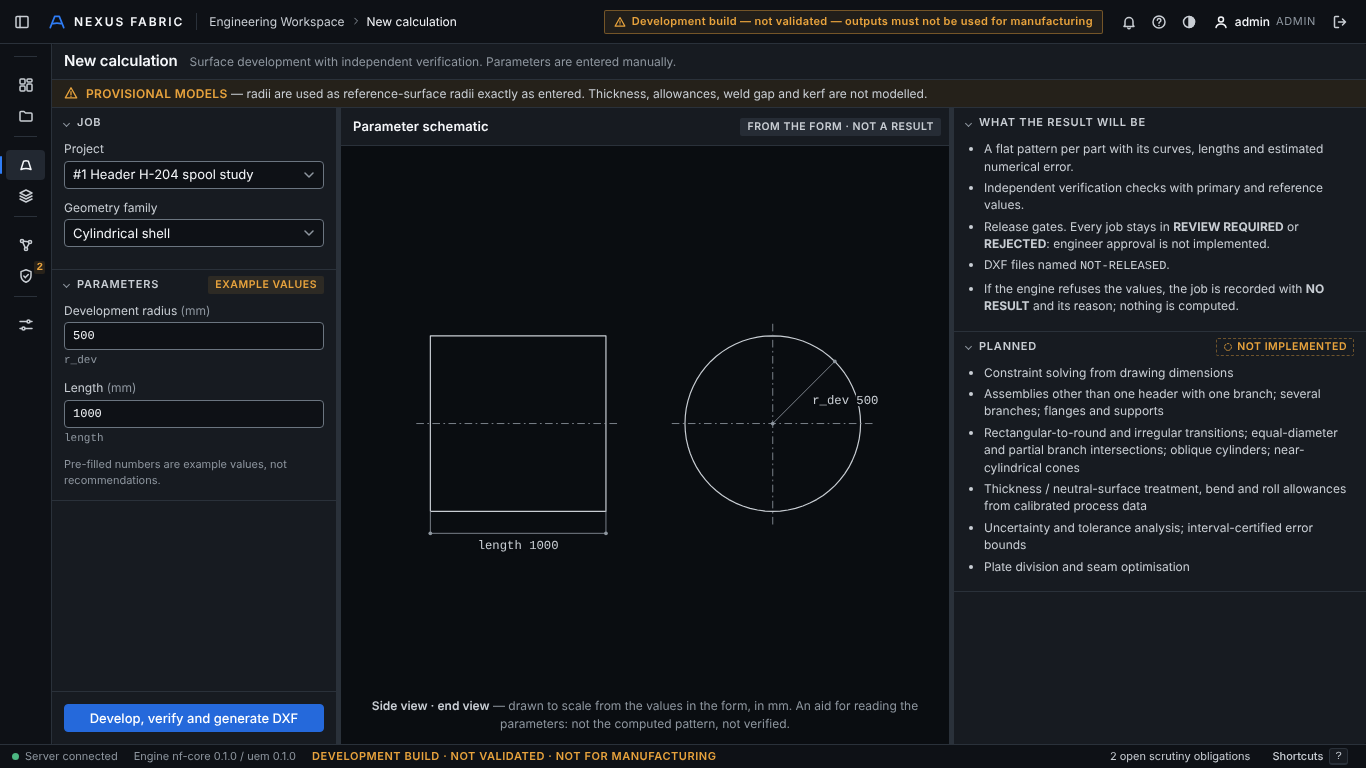 NEXUS FABRIC
Engineering Workspace › New calculation
Development build — not validated — outputs must not be used for manufacturing
admin ADMIN
New calculation
Surface development with independent verification. Parameters are entered manually.
PROVISIONAL MODELS — radii are used as reference-surface radii exactly as entered. Thickness, allowances, weld gap and kerf are not modelled.
2
JOB
Project
#1 Header H-204 spool study
Geometry family
Cylindrical shell
PARAMETERS
EXAMPLE VALUES
Development radius (mm)
500
r_dev
Length (mm)
1000
length
Pre-filled numbers are example values, not
recommendations.
Develop, verify and generate DXF
Parameter schematic
FROM THE FORM · NOT A RESULT
r_dev 500
length 1000
Side view · end view — drawn to scale from the values in the form, in mm. An aid for reading the
parameters: not the computed pattern, not verified.
WHAT THE RESULT WILL BE
• A flat pattern per part with its curves, lengths and estimated
numerical error.
• Independent verification checks with primary and reference
values.
• Release gates. Every job stays in REVIEW REQUIRED or
REJECTED: engineer approval is not implemented.
• DXF files named NOT-RELEASED.
• If the engine refuses the values, the job is recorded with NO
RESULT and its reason; nothing is computed.
PLANNED
NOT IMPLEMENTED
• Constraint solving from drawing dimensions
• Assemblies other than one header with one branch; several
branches; flanges and supports
• Rectangular-to-round and irregular transitions; equal-diameter
and partial branch intersections; oblique cylinders; near-
cylindrical cones
• Thickness / neutral-surface treatment, bend and roll allowances
from calibrated process data
• Uncertainty and tolerance analysis; interval-certified error
bounds
• Plate division and seam optimisation
Server connected
Engine nf-core 0.1.0 / uem 0.1.0
DEVELOPMENT BUILD · NOT VALIDATED · NOT FOR MANUFACTURING
2 open scrutiny obligations
Shortcuts ?